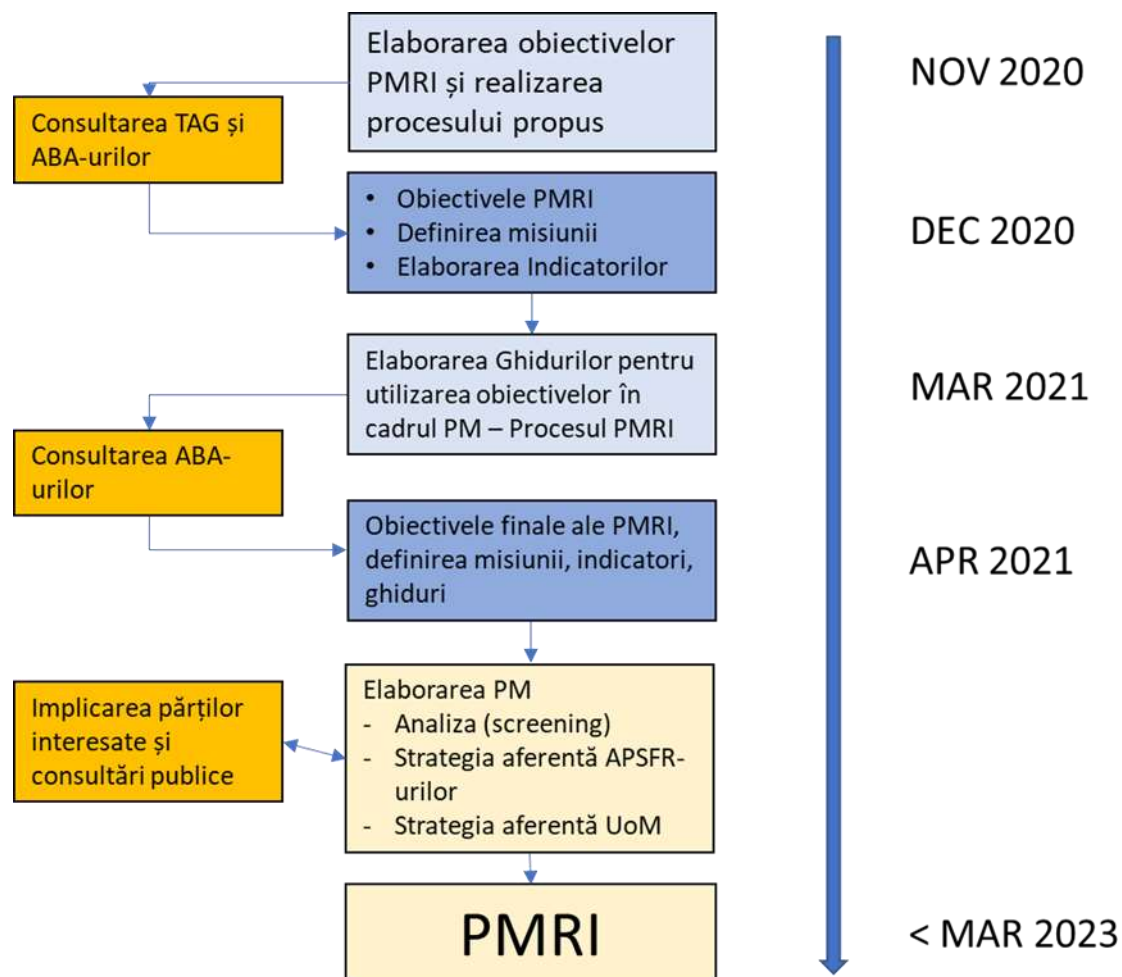 Elaborarea obiectivelor
PMRI și realizarea
procesului propus
NOV 2020
Consultarea TAG și
ABA-urilor
• Obiectivele PMRI
• Definirea misiunii
• Elaborarea Indicatorilor
DEC 2020
Elaborarea Ghidurilor pentru
utilizarea obiectivelor în
cadrul PM – Procesul PMRI
MAR 2021
Consultarea ABA-
urilor
Obiectivele finale ale PMRI,
definirea misiunii, indicatori,
ghiduri
APR 2021
Implicarea părților
interesate și
consultări publice
Elaborarea PM
- Analiza (screening)
- Strategia aferentă APSFR-
urilor
- Strategia aferentă UoM
PMRI
< MAR 2023